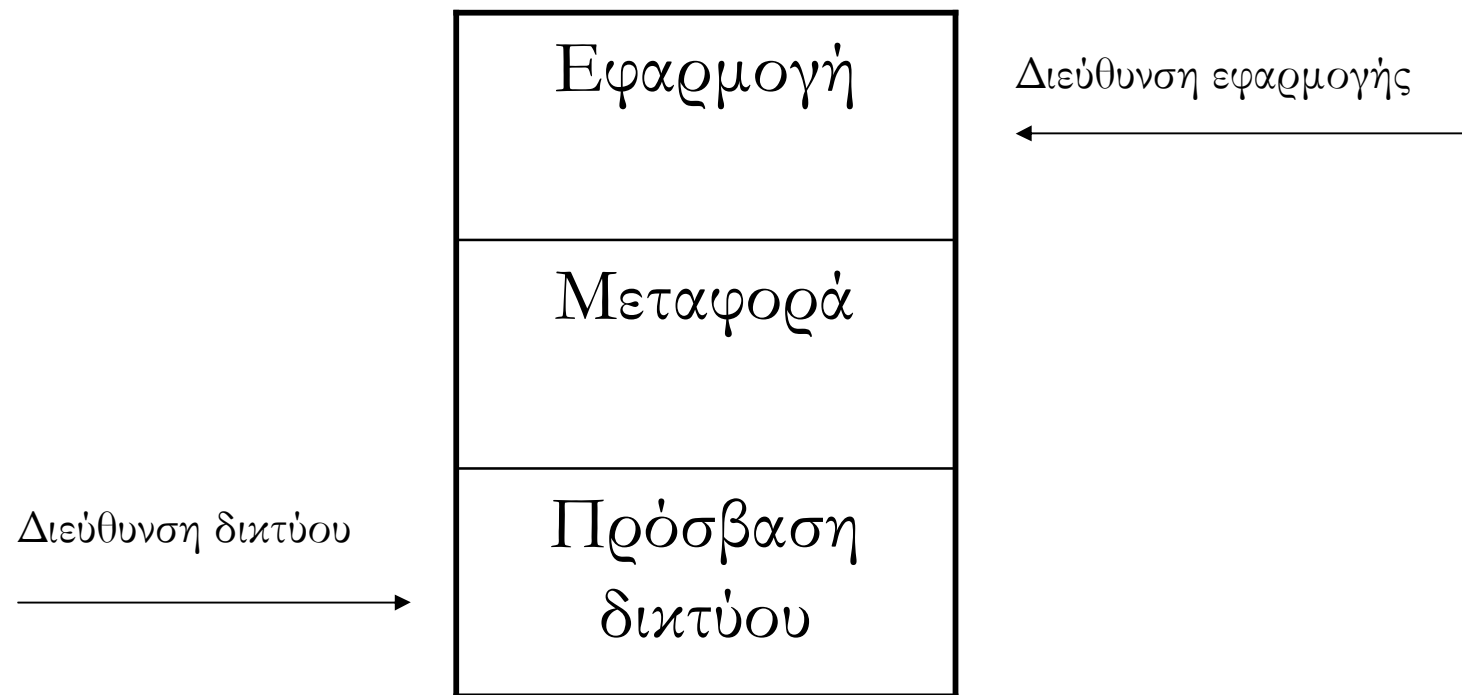 Εφαρμογή
Διεύθυνση εφαρμογής
Μεταφορά
Διεύθυνση δικτύου
Πρόσβαση
δικτύου